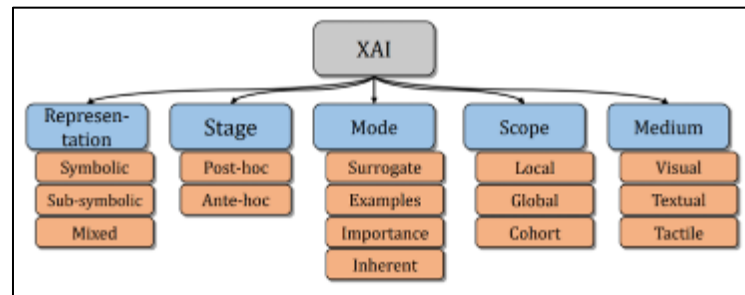 XAI
Represen-
tation
Stage
Mode
Scope
Medium
Symbolic
Post-hoc
Surrogate
Local
Visual
Sub-symbolic
Ante-hoc
Examples
Global
Textual
Mixed
Importance
Cohort
Tactile
Inherent